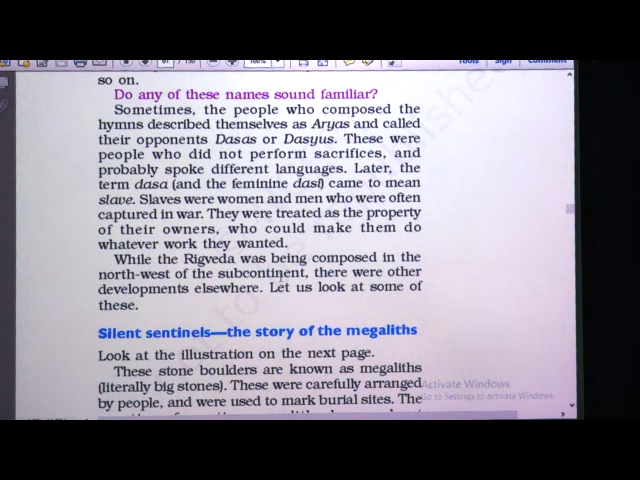 61 / 150
100%
Tools
Sign
Comment
so on.
Do any of these names sound familiar?
Sometimes, the people who composed the
hymns described themselves as Aryas and called
their opponents Dasas or Dasyus. These were
people who did not perform sacrifices, and
probably spoke different languages. Later, the
term dasa (and the feminine dasi) came to mean
slave. Slaves were women and men who were often
captured in war. They were treated as the property
of their owners, who could make them do
whatever work they wanted.
While the Rigveda was being composed in the
north-west of the subcontinent, there were other
developments elsewhere. Let us look at some of
these.
Silent sentinels—the story of the megaliths
Look at the illustration on the next page.
These stone boulders are known as megaliths
(literally big stones). These were carefully arranged
by people, and were used to mark burial sites. The
Activate Windows
Go to Settings to activate Windows.